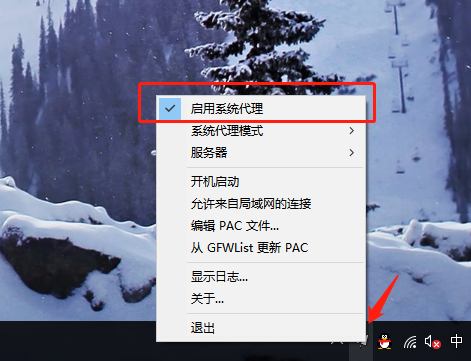 启用系统代理
系统代理模式
服务器
开机启动
允许来自局域网的连接
编辑 PAC 文件...
从 GFWList 更新 PAC
显示日志...
关于...
退出
中